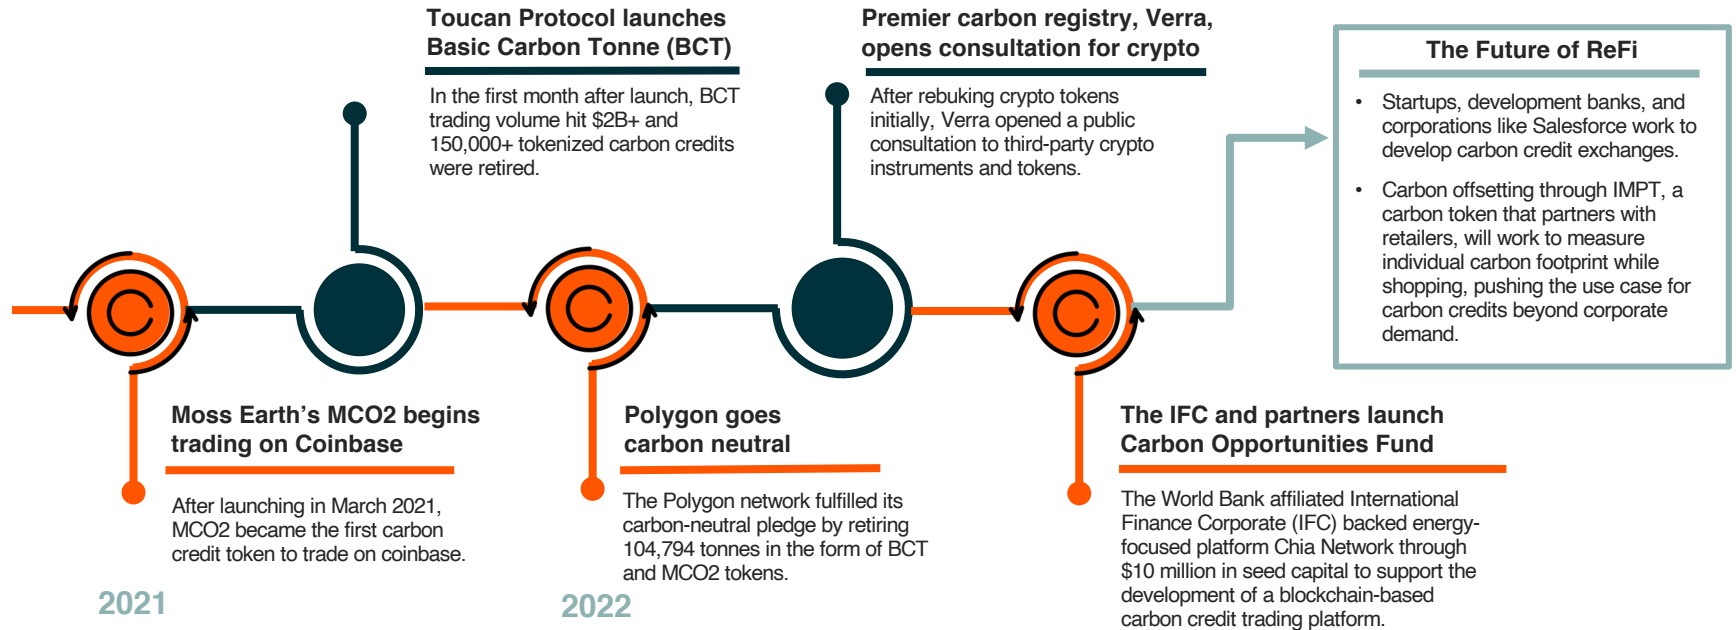 Toucan Protocol launches
Basic Carbon Tonne (BCT)
In the first month after launch, BCT
trading volume hit $2B+ and
150,000+ tokenized carbon credits
were retired.
Premier carbon registry, Verra,
opens consultation for crypto
After rebuking crypto tokens
initially, Verra opened a public
consultation to third-party crypto
instruments and tokens.
The Future of ReFi
• Startups, development banks, and
corporations like Salesforce work to
develop carbon credit exchanges.
• Carbon offsetting through IMPT, a
carbon token that partners with
retailers, will work to measure
individual carbon footprint while
shopping, pushing the use case for
carbon credits beyond corporate
demand.
Moss Earth’s MCO2 begins
trading on Coinbase
After launching in March 2021,
MCO2 became the first carbon
credit token to trade on coinbase.
2021
Polygon goes
carbon neutral
The Polygon network fulfilled its
carbon-neutral pledge by retiring
104,794 tonnes in the form of BCT
and MCO2 tokens.
2022
The IFC and partners launch
Carbon Opportunities Fund
The World Bank affiliated International
Finance Corporate (IFC) backed energy-
focused platform Chia Network through
$10 million in seed capital to support the
development of a blockchain-based
carbon credit trading platform.